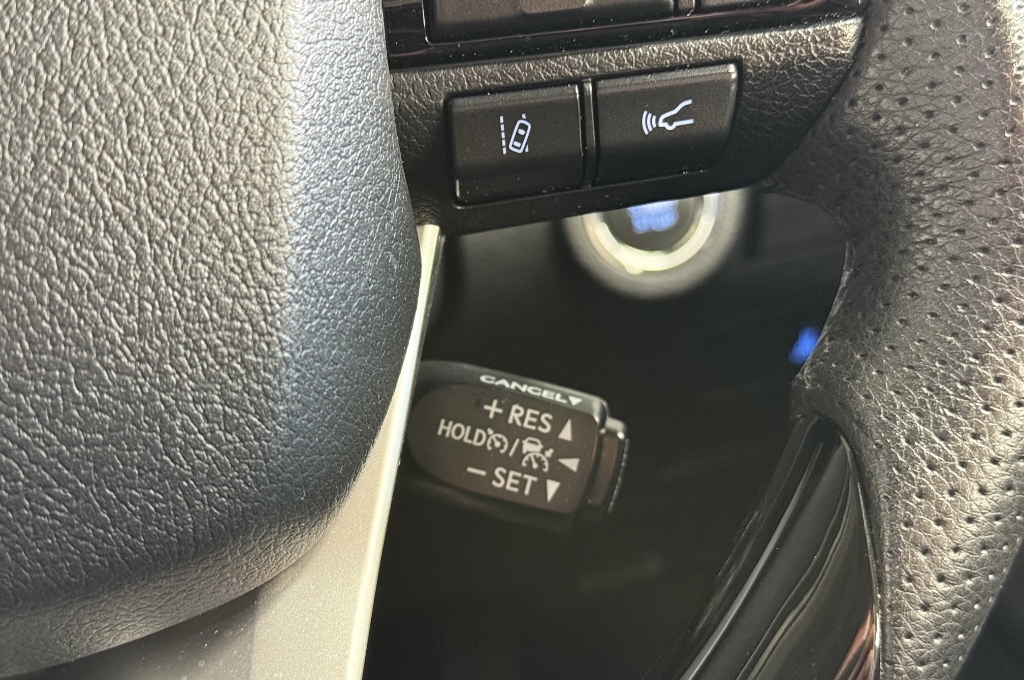 CANCEL▼
+ RES ▲
HOLD / ◀
− SET ▼